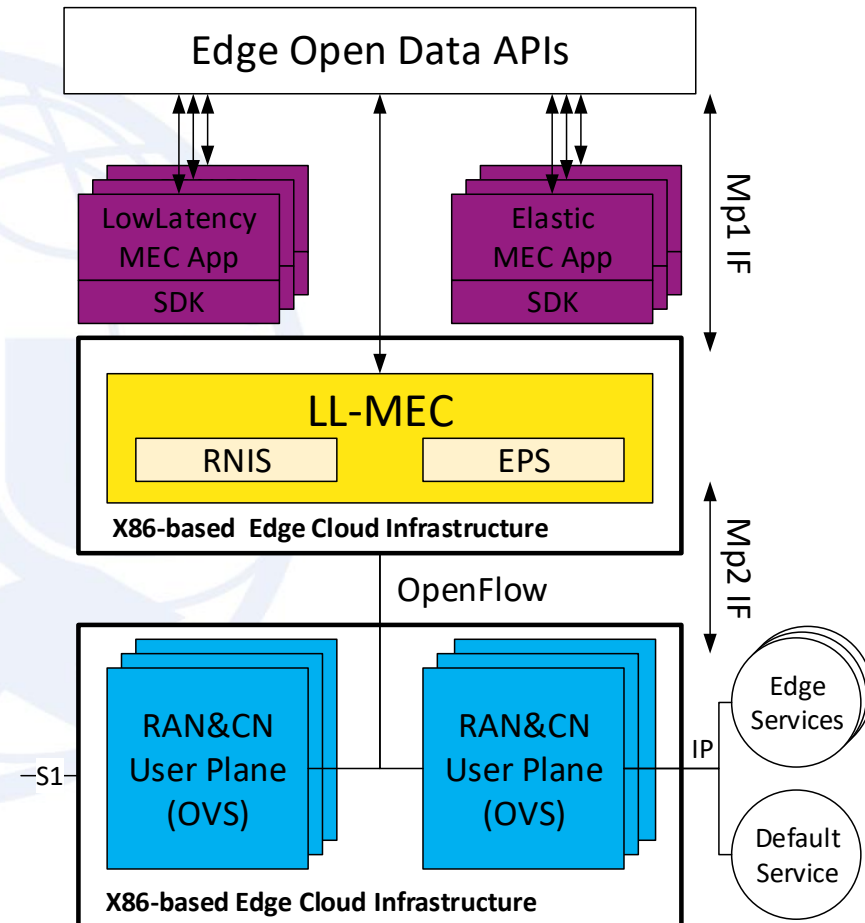 Edge Open Data APIs
LowLatency
MEC App
SDK
Elastic
MEC App
SDK
Mp1 IF
LL-MEC
RNIS
EPS
X86-based Edge Cloud Infrastructure
Mp2 IF
OpenFlow
RAN&CN
User Plane
(OVS)
RAN&CN
User Plane
(OVS)
S1
IP
Edge
Services
Default
Service
X86-based Edge Cloud Infrastructure